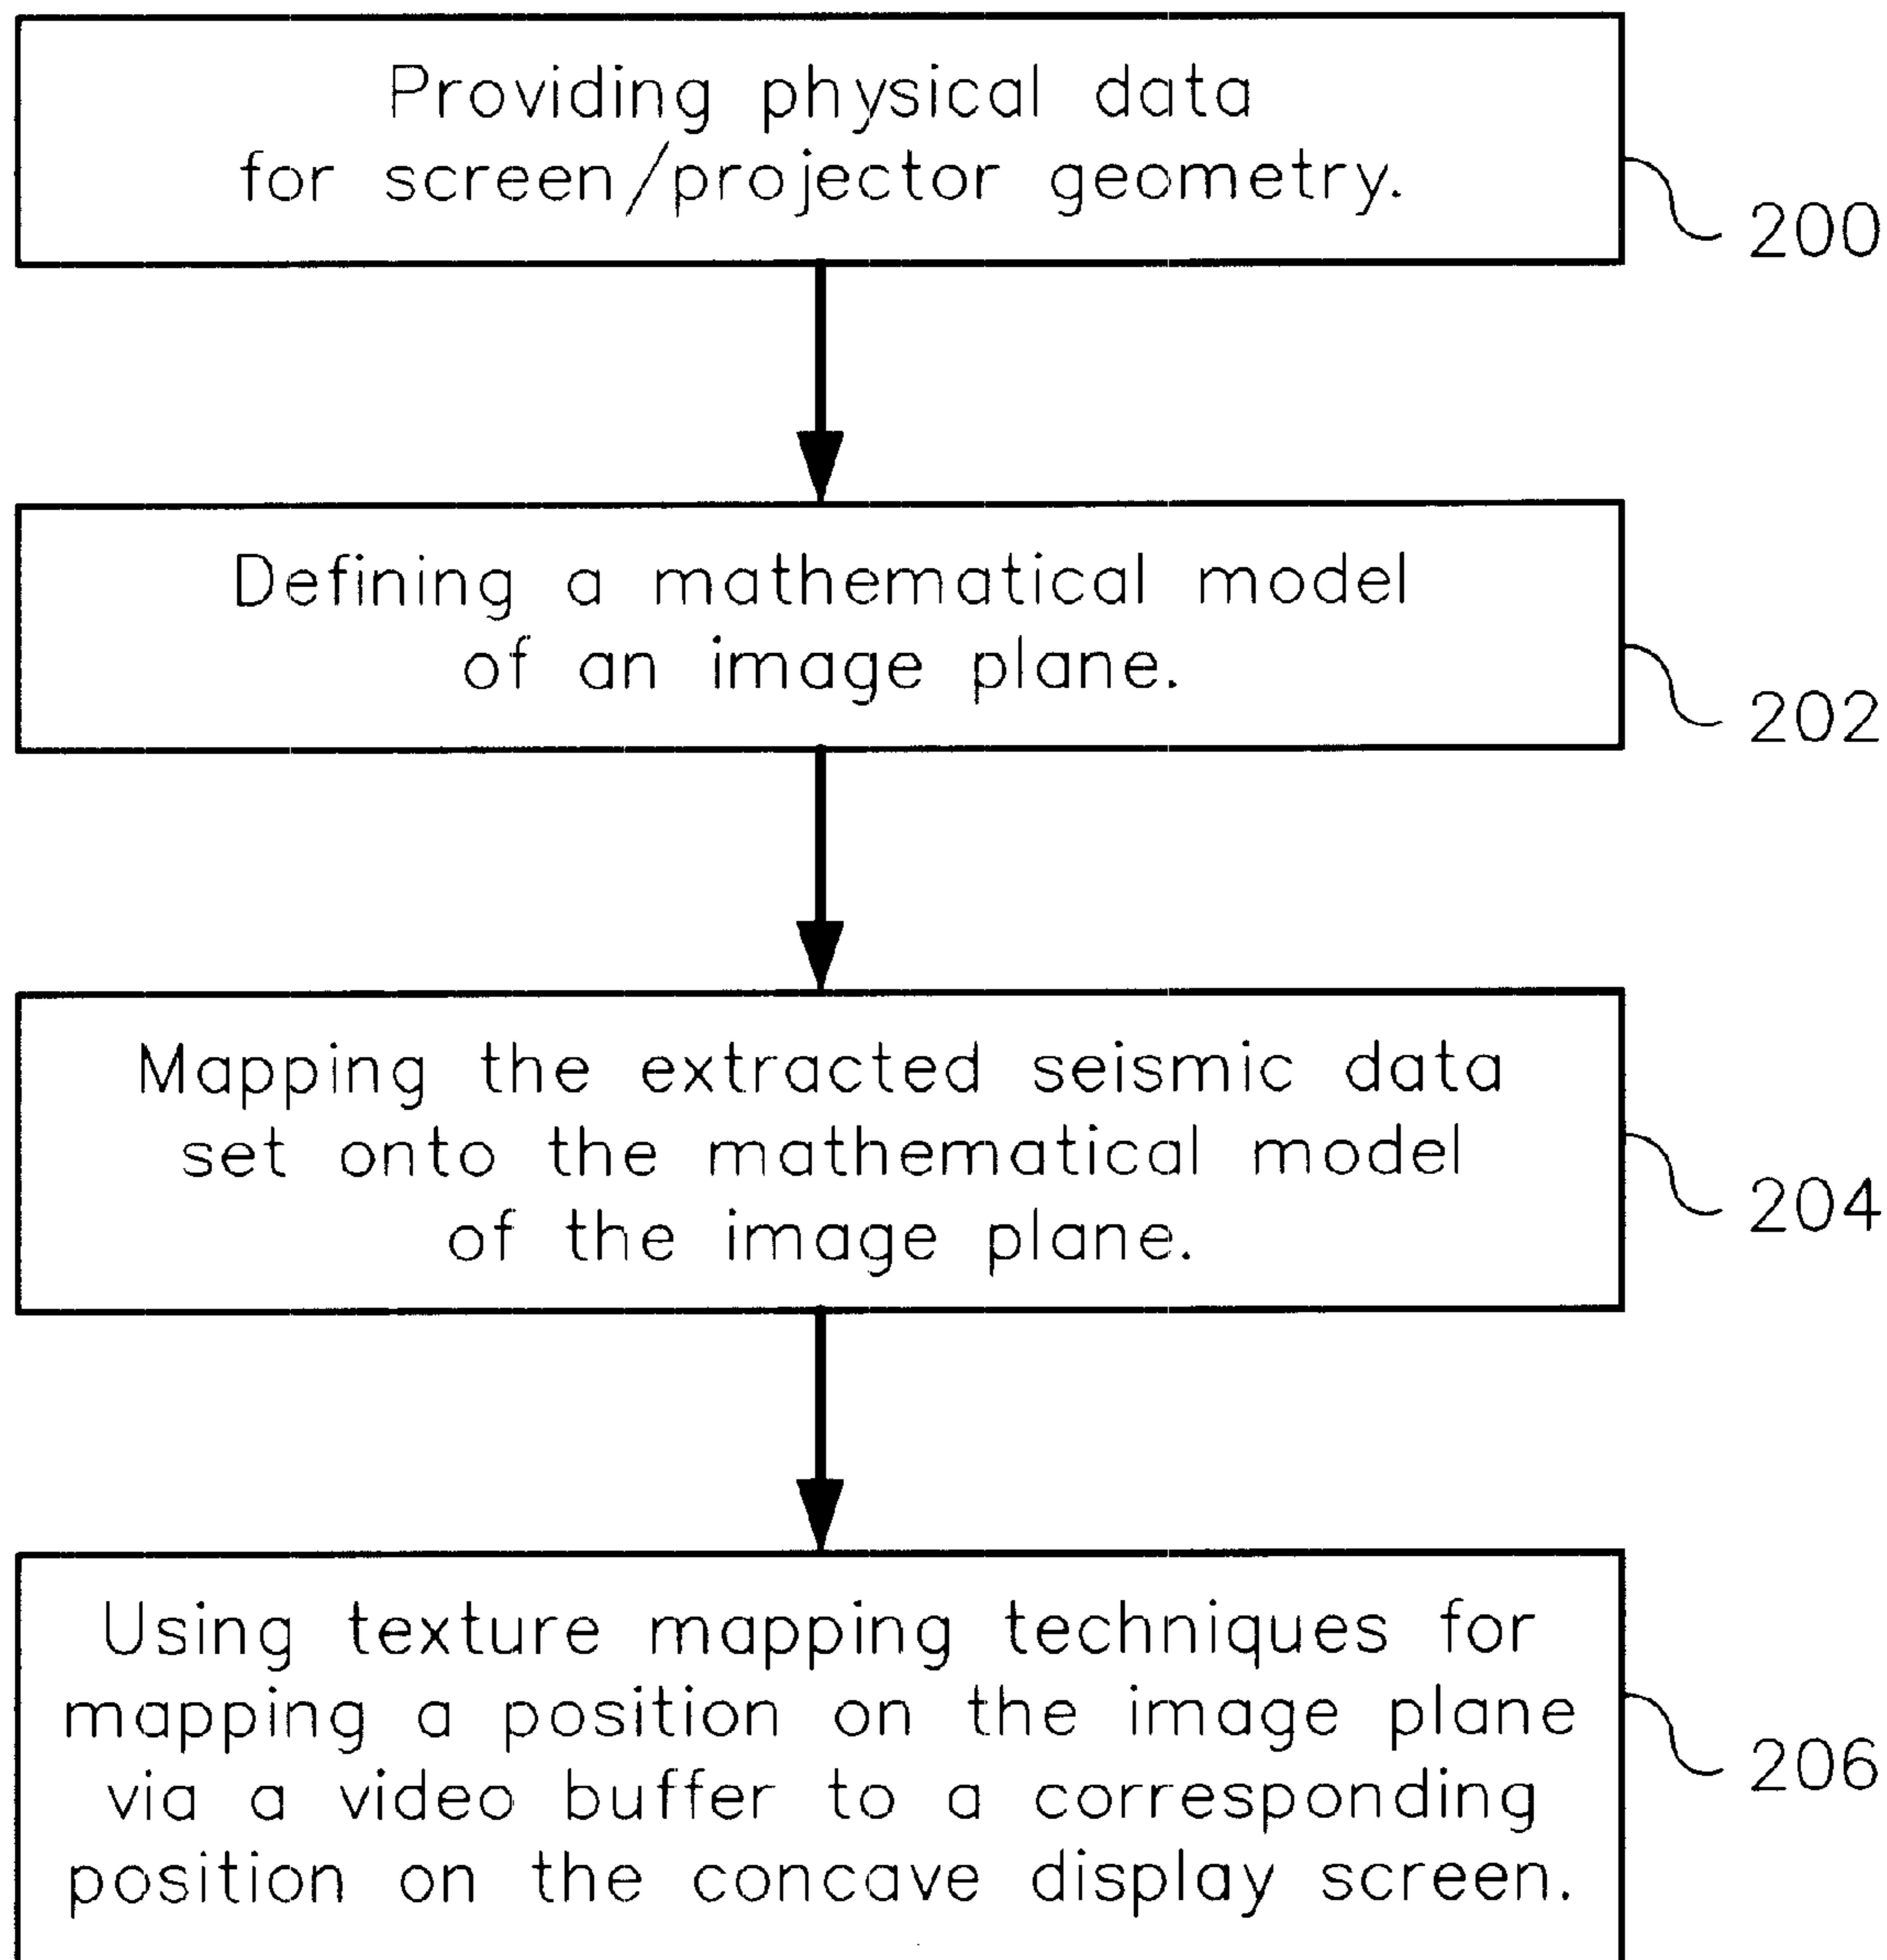 Providing physical data
for screen/projector geometry.
200
Defining a mathematical model
of an image plane.
202
Mapping the extracted seismic data
set onto the mathematical model
of the image plane.
204
Using texture mapping techniques for
mapping a position on the image plane
via a video buffer to a corresponding
position on the concave display screen.
206